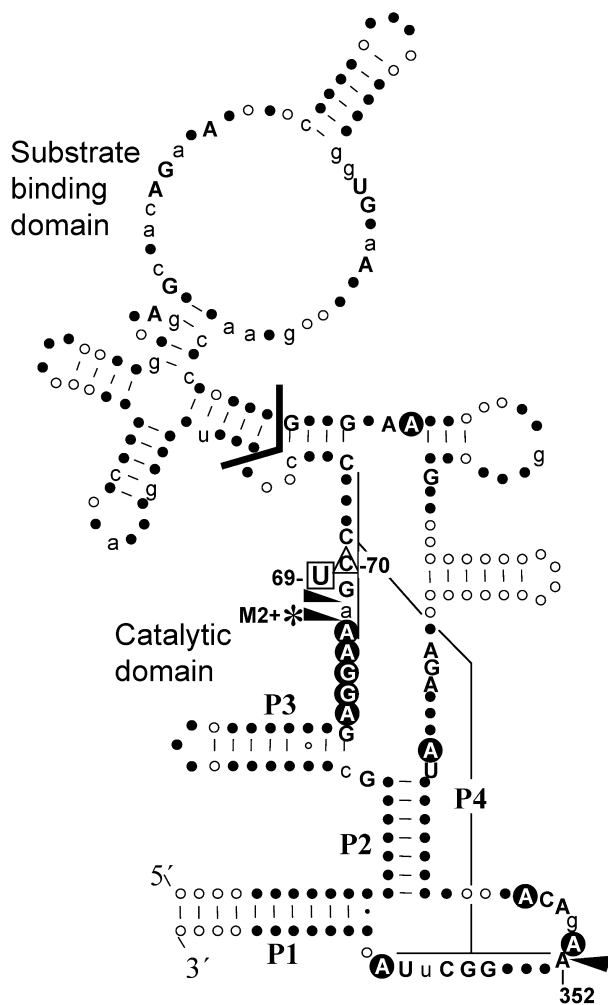 Substrate
binding
domain
A
a
G
A
c
a
c
G
A
g
c
c
g
g
U
G
a
A
g
a
a
g
c
u
c
g
a
G
G
A
A
c
C
G
g
C
C
69-
U
-70
G
a
M2+
*
Catalytic
domain
A
A
G
G
A
G
c
G
A
G
A
A
U
P3
P4
P2
5´
3´
P1
A
C
A
g
A
A
A U u C G G
352